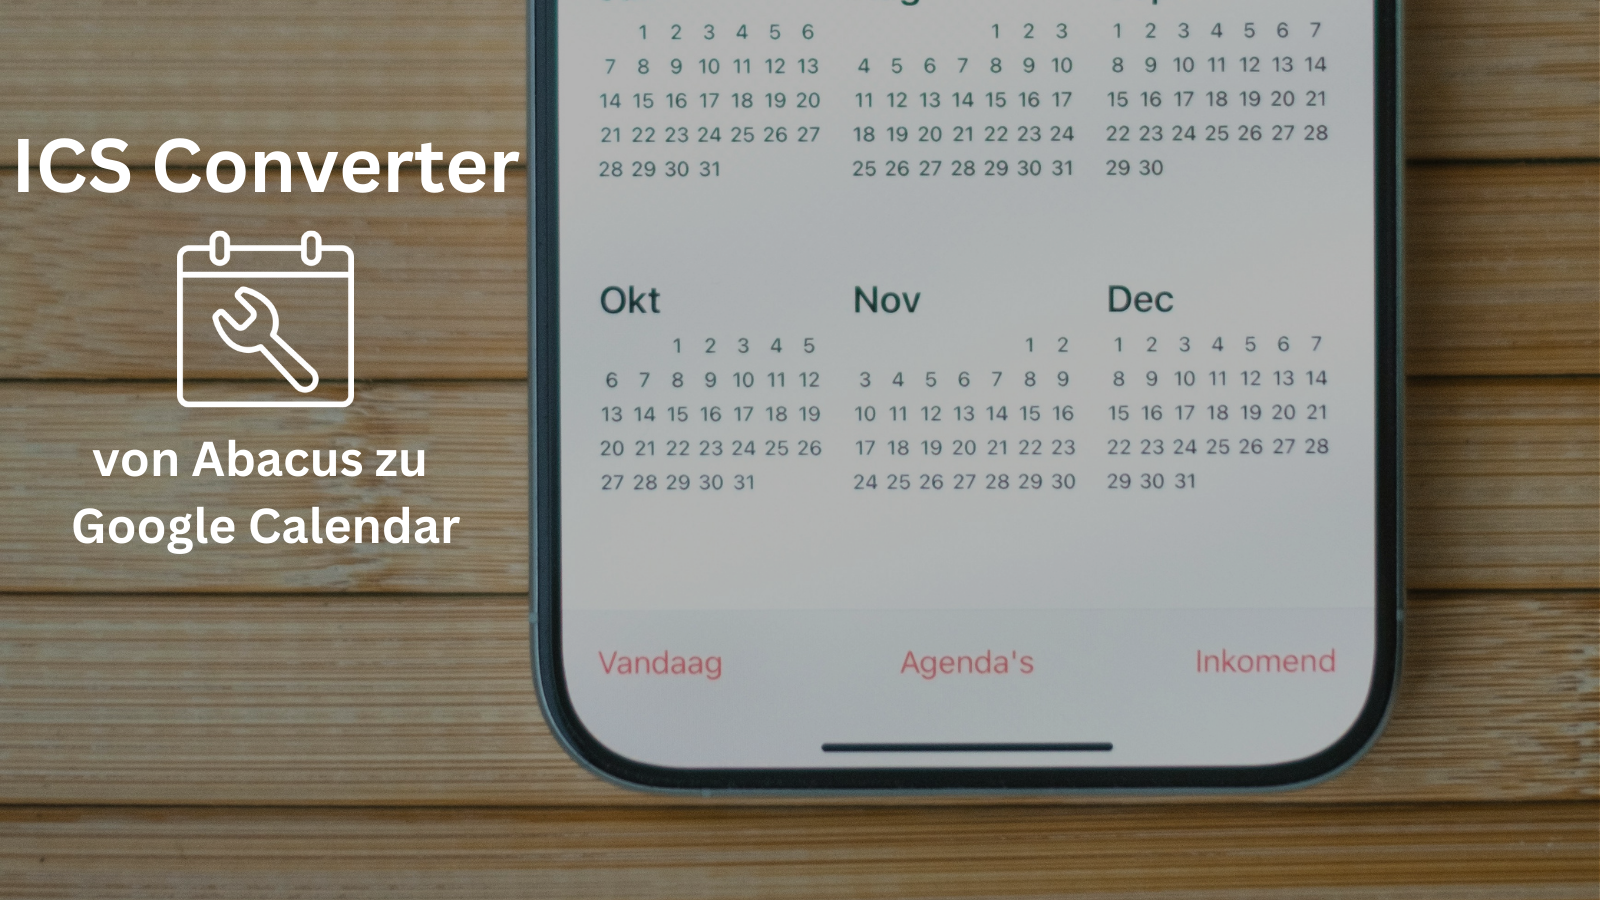 ICS Converter
von Abacus zu
Google Calendar
1 2 3 4 5 6
7 8 9 10 11 12 13
14 15 16 17 18 19 20
21 22 23 24 25 26 27
28 29 30 31
1 2 3
4 5 6 7 8 9 10
11 12 13 14 15 16 17
18 19 20 21 22 23 24
25 26 27 28 29 30 31
1 2 3 4 5 6 7
8 9 10 11 12 13 14
15 16 17 18 19 20 21
22 23 24 25 26 27 28
29 30
Okt
1 2 3 4 5
6 7 8 9 10 11 12
13 14 15 16 17 18 19
20 21 22 23 24 25 26
27 28 29 30 31
Nov
1 2
3 4 5 6 7 8 9
10 11 12 13 14 15 16
17 18 19 20 21 22 23
24 25 26 27 28 29 30
Dec
1 2 3 4 5 6 7
8 9 10 11 12 13 14
15 16 17 18 19 20 21
22 23 24 25 26 27 28
29 30 31
Vandaag Agenda's Inkomend